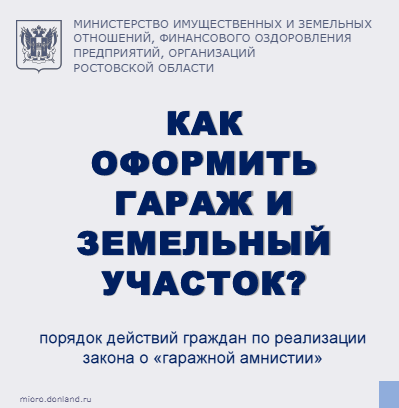 МИНИСТЕРСТВО ИМУЩЕСТВЕННЫХ И ЗЕМЕЛЬНЫХ
ОТНОШЕНИЙ, ФИНАНСОВОГО ОЗДОРОВЛЕНИЯ
ПРЕДПРИЯТИЙ, ОРГАНИЗАЦИЙ
РОСТОВСКОЙ ОБЛАСТИ
КАК
ОФОРМИТЬ
ГАРАЖ И
ЗЕМЕЛЬНЫЙ
УЧАСТОК?
порядок действий граждан по реализации
закона о «гаражной амнистии»
mioro.donland.ru